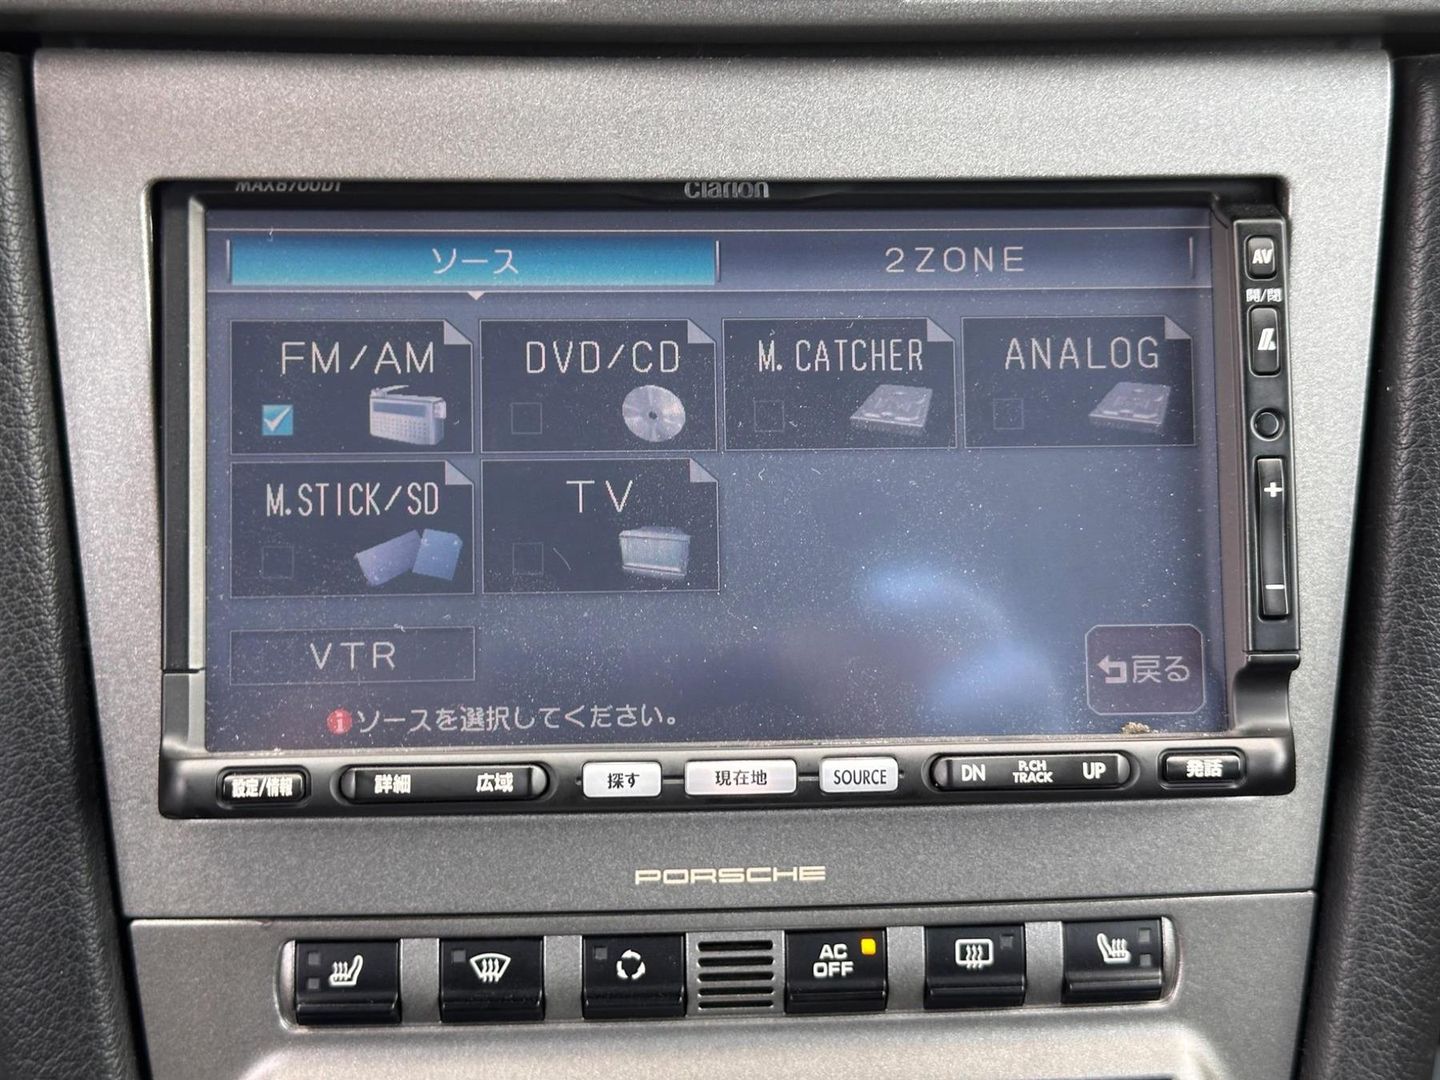 MAX8700DT
clarion
ソース
2ZONE
FM/AM
DVD/CD
M.CATCHER
ANALOG
M.STICK/SD
TV
VTR
戻る
ソースを選択してください。
AV
開/閉
+
−
設定/情報
詳細
広域
探す
現在地
SOURCE
DN
P.CH
TRACK
UP
発話
PORSCHE
AC
OFF